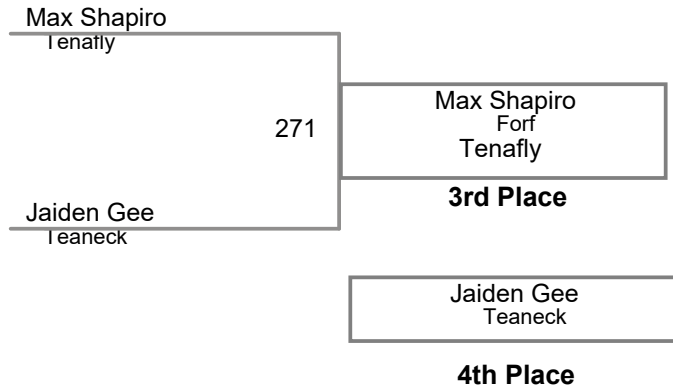 Max Shapiro
Tenafly
271
Max Shapiro
Forf
Tenafly
3rd Place
Jaiden Gee
Teaneck
Jaiden Gee
Teaneck
4th Place